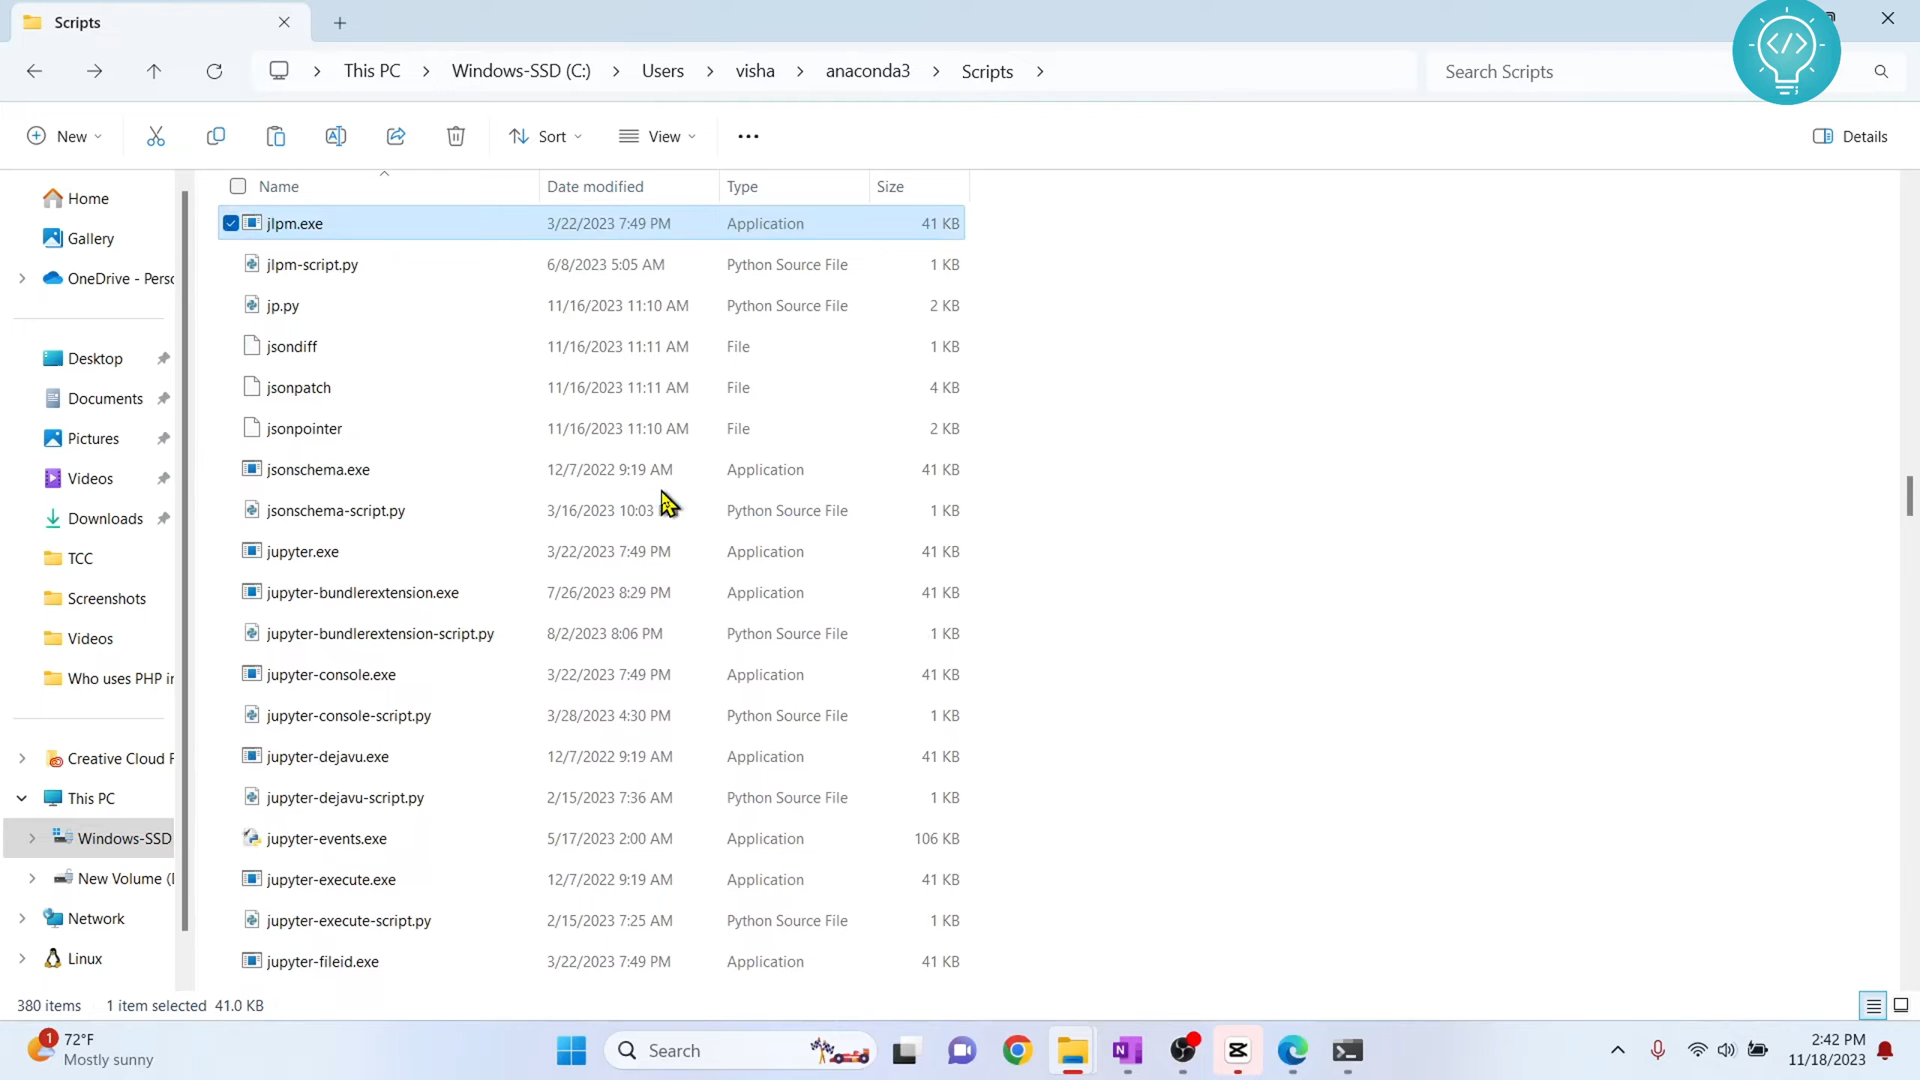 Scripts
This PC
Windows-SSD (C:)
Users
visha
anaconda3
Scripts
Search Scripts
</>
New
Sort
View
Details
Home
Gallery
OneDrive - Perso
Desktop
Documents
Pictures
Videos
Downloads
TCC
Screenshots
Videos
Who uses PHP in
Creative Cloud F
This PC
Windows-SSD
New Volume (
Network
Linux
Name Date modified Type Size
jlpm.exe 3/22/2023 7:49 PM Application 41 KB
jlpm-script.py 6/8/2023 5:05 AM Python Source File 1 KB
jp.py 11/16/2023 11:10 AM Python Source File 2 KB
jsondiff 11/16/2023 11:11 AM File 1 KB
jsonpatch 11/16/2023 11:11 AM File 4 KB
jsonpointer 11/16/2023 11:10 AM File 2 KB
jsonschema.exe 12/7/2022 9:19 AM Application 41 KB
jsonschema-script.py 3/16/2023 10:03 Python Source File 1 KB
jupyter.exe 3/22/2023 7:49 PM Application 41 KB
jupyter-bundlerextension.exe 7/26/2023 8:29 PM Application 41 KB
jupyter-bundlerextension-script.py 8/2/2023 8:06 PM Python Source File 1 KB
jupyter-console.exe 3/22/2023 7:49 PM Application 41 KB
jupyter-console-script.py 3/28/2023 4:30 PM Python Source File 1 KB
jupyter-dejavu.exe 12/7/2022 9:19 AM Application 41 KB
jupyter-dejavu-script.py 2/15/2023 7:36 AM Python Source File 1 KB
jupyter-events.exe 5/17/2023 2:00 AM Application 106 KB
jupyter-execute.exe 12/7/2022 9:19 AM Application 41 KB
jupyter-execute-script.py 2/15/2023 7:25 AM Python Source File 1 KB
jupyter-fileid.exe 3/22/2023 7:49 PM Application 41 KB
380 items 1 item selected 41.0 KB
1
72°F
Mostly sunny
Search
2:42 PM
11/18/2023